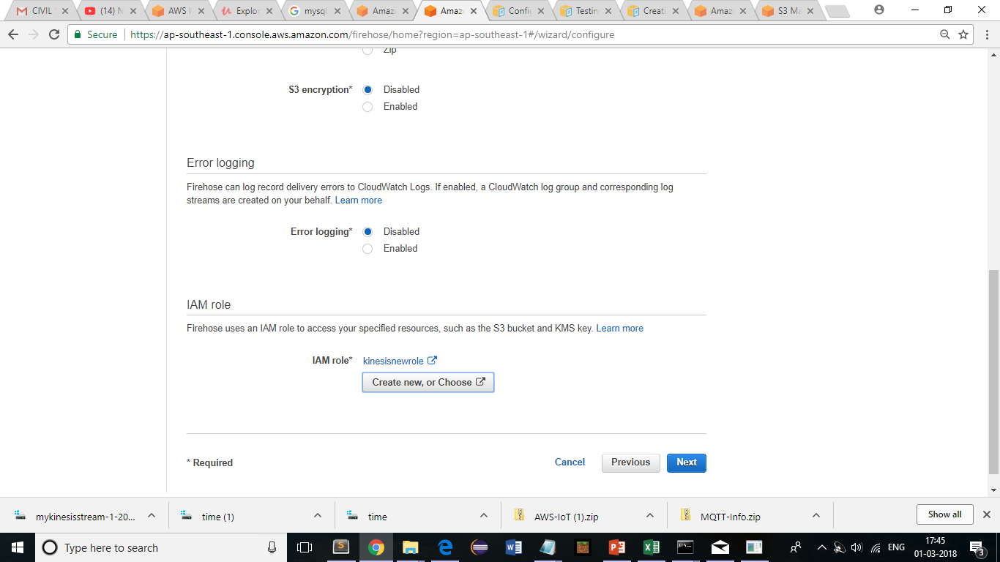 CIVIL
(14) N
AWS
Explor
mysql
Amaz
Amaz
Config
Testin
Creati
Amaz
S3 Ma
Secure
https://ap-southeast-1.console.aws.amazon.com/firehose/home?region=ap-southeast-1#/wizard/configure
Zip
S3 encryption* Disabled
Enabled
Error logging
Firehose can log record delivery errors to CloudWatch Logs. If enabled, a CloudWatch log group and corresponding log
streams are created on your behalf. Learn more
Error logging* Disabled
Enabled
IAM role
Firehose uses an IAM role to access your specified resources, such as the S3 bucket and KMS key. Learn more
IAM role* kinesisnewrole
Create new, or Choose
* Required
Cancel
Previous
Next
mykinesisstream-1-20...
time (1)
time
AWS-IoT (1).zip
MQTT-Info.zip
Show all
Type here to search
ENG
17:45
01-03-2018
3